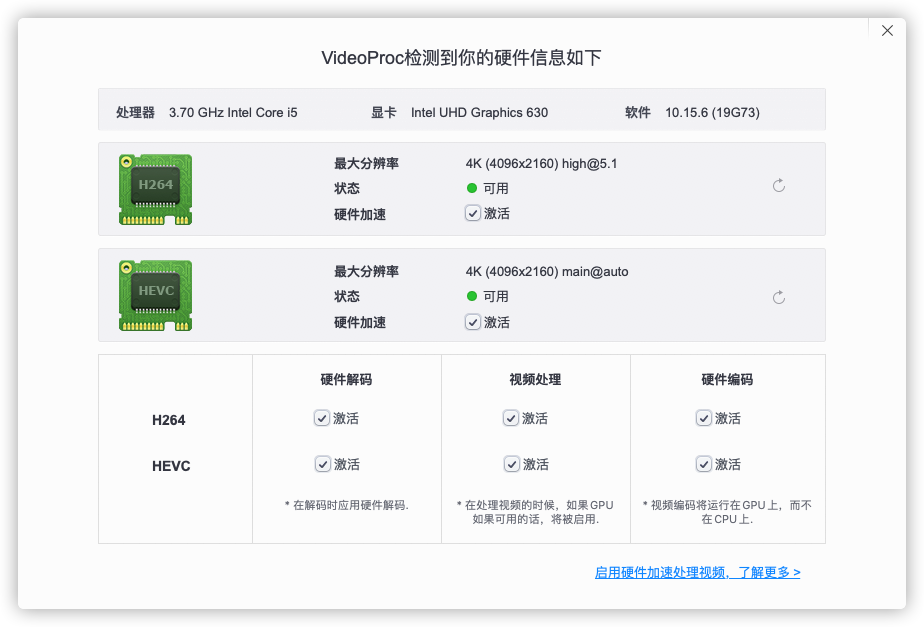 VideoProc检测到你的硬件信息如下
处理器 3.70 GHz Intel Core i5 显卡 Intel UHD Graphics 630 软件 10.15.6 (19G73)
H264
最大分辨率 4K (4096x2160) high@5.1
状态 可用
硬件加速 激活
HEVC
最大分辨率 4K (4096x2160) main@auto
状态 可用
硬件加速 激活
硬件解码 视频处理 硬件编码
H264 激活 激活 激活
HEVC 激活 激活 激活
* 在解码时应用硬件解码.
* 在处理视频的时候，如果GPU
如果可用的话，将被启用.
* 视频编码将运行在GPU上，而不
在CPU上.
启用硬件加速处理视频，了解更多 >